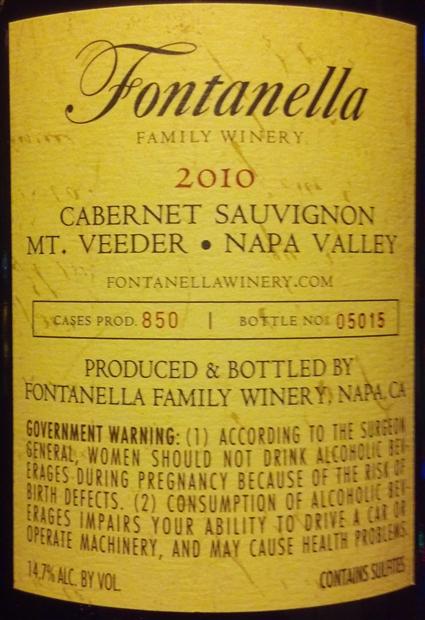 Fontanella
FAMILY WINERY
2010
CABERNET SAUVIGNON
MT. VEEDER • NAPA VALLEY
FONTANELLAWINERY.COM
CASES PROD. 850 | BOTTLE NO. 05015
PRODUCED & BOTTLED BY
FONTANELLA FAMILY WINERY, NAPA, CA
GOVERNMENT WARNING: (1) ACCORDING TO THE SURGEON
GENERAL, WOMEN SHOULD NOT DRINK ALCOHOLIC BEV-
ERAGES DURING PREGNANCY BECAUSE OF THE RISK OF
BIRTH DEFECTS. (2) CONSUMPTION OF ALCOHOLIC BEV-
ERAGES IMPAIRS YOUR ABILITY TO DRIVE A CAR OR
OPERATE MACHINERY, AND MAY CAUSE HEALTH PROBLEMS.
14.7% ALC. BY VOL. CONTAINS SULFITES